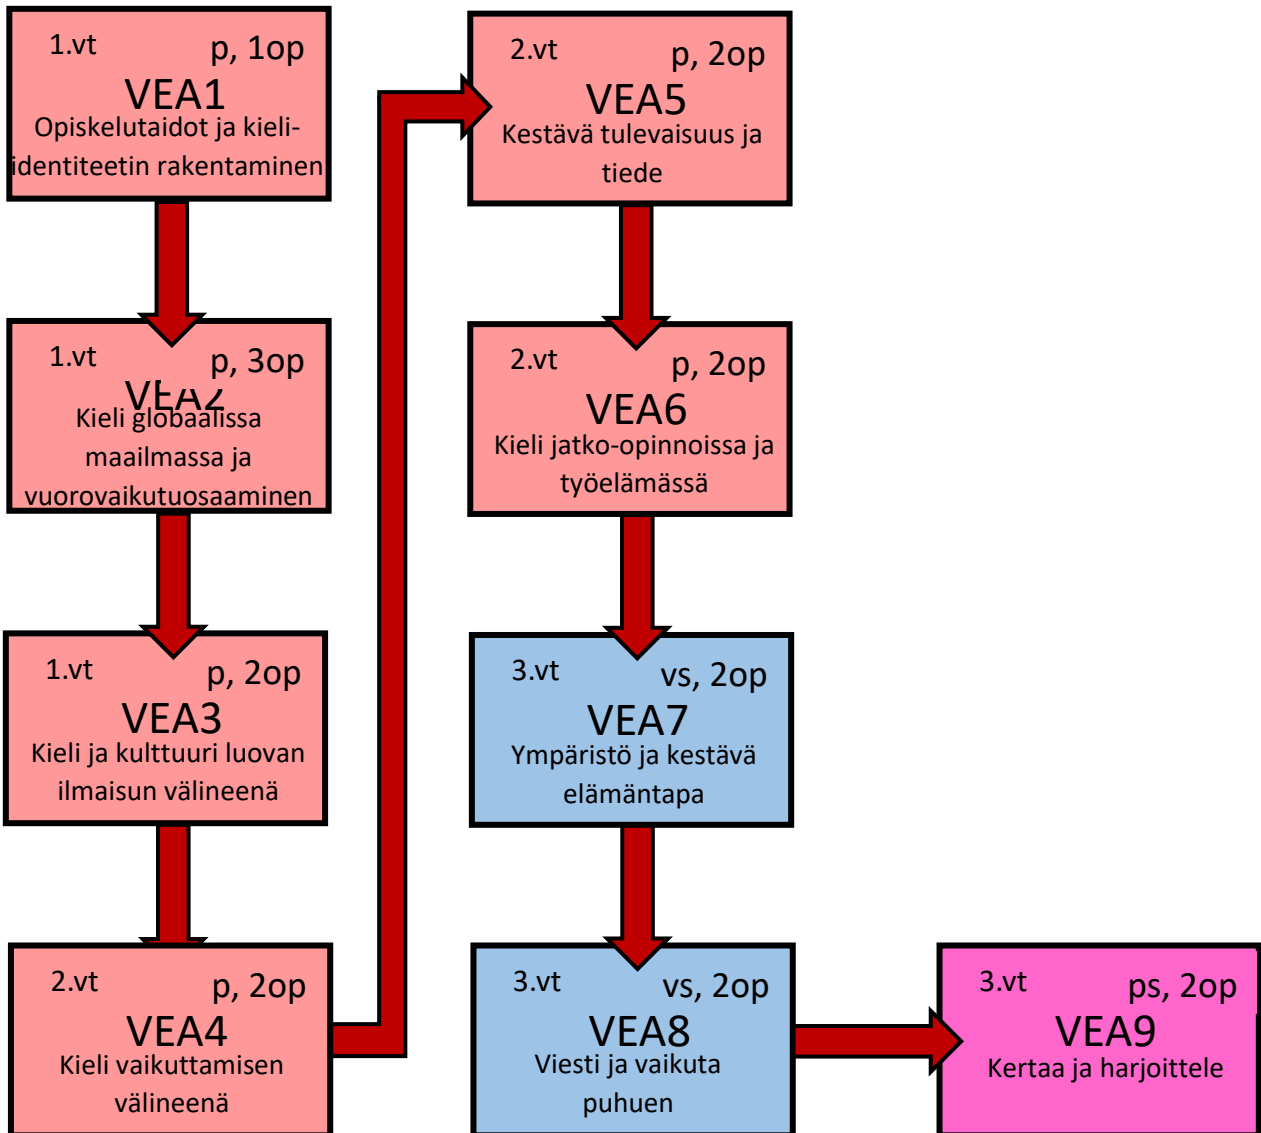 1.vt p, 1op
VEA1
Opiskelutaidot ja kieli-
identiteetin rakentaminen
1.vt p, 3op
VEA2
Kieli globaalissa
maailmassa ja
vuorovaikutuosaaminen
1.vt p, 2op
VEA3
Kieli ja kulttuuri luovan
ilmaisun välineenä
2.vt p, 2op
VEA4
Kieli vaikuttamisen
välineenä
2.vt p, 2op
VEA5
Kestävä tulevaisuus ja
tiede
2.vt p, 2op
VEA6
Kieli jatko-opinnoissa ja
työelämässä
3.vt vs, 2op
VEA7
Ympäristö ja kestävä
elämäntapa
3.vt vs, 2op
VEA8
Viesti ja vaikuta
puhuen
3.vt ps, 2op
VEA9
Kertaa ja harjoittele